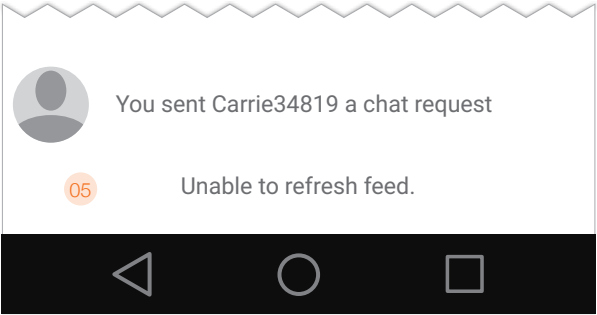 You sent Carrie34819 a chat request
05 Unable to refresh feed.